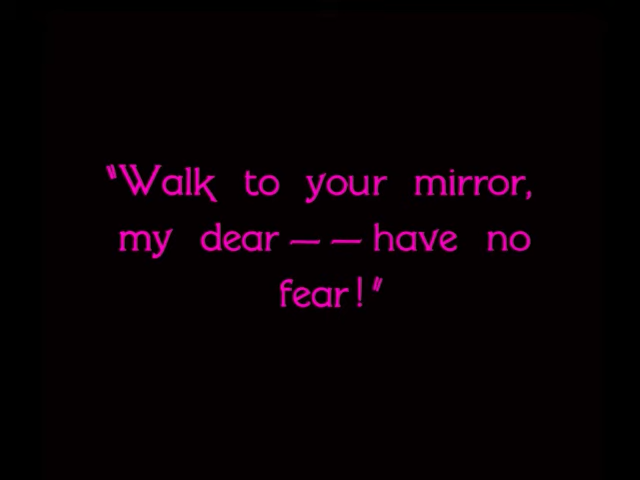 "Walk to your mirror,
my dear — — have no
fear!"